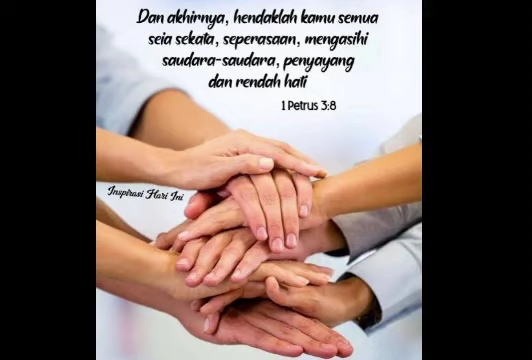 Dan akhirnya, hendaklah kamu semua
seia sekata, seperasaan, mengasihi
saudara-saudara, penyayang
dan rendah hati
1 Petrus 3:8
Inspirasi Hari Ini